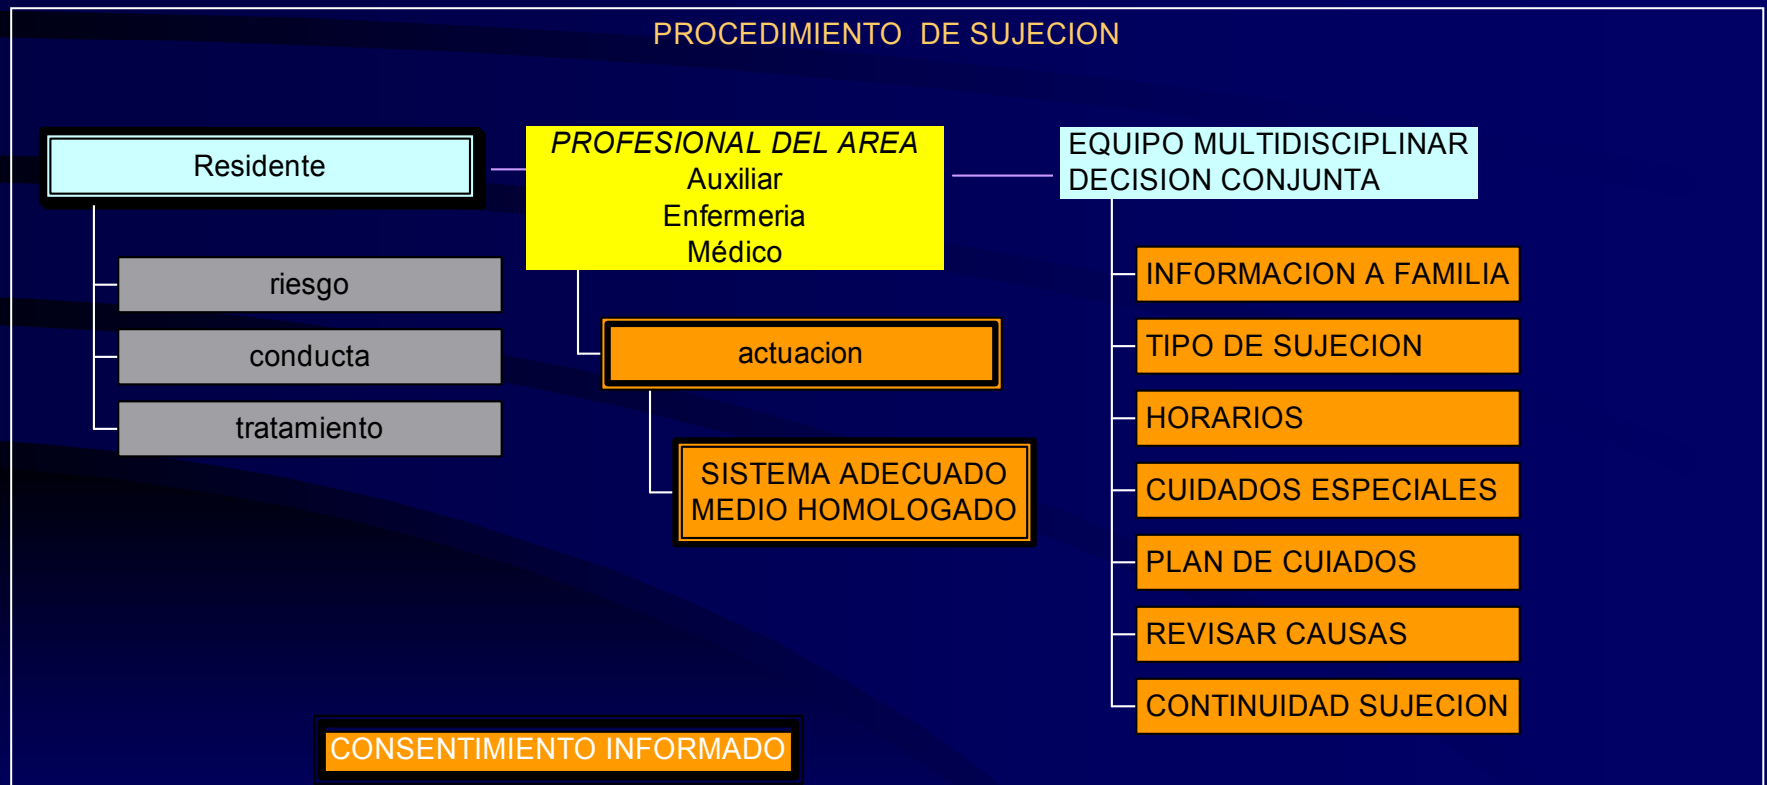 PROCEDIMIENTO DE SUJECION
Residente
riesgo
conducta
tratamiento
PROFESIONAL DEL AREA
Auxiliar
Enfermeria
Médico
actuacion
SISTEMA ADECUADO
MEDIO HOMOLOGADO
EQUIPO MULTIDISCIPLINAR
DECISION CONJUNTA
INFORMACION A FAMILIA
TIPO DE SUJECION
HORARIOS
CUIDADOS ESPECIALES
PLAN DE CUIADOS
REVISAR CAUSAS
CONTINUIDAD SUJECION
CONSENTIMIENTO INFORMADO